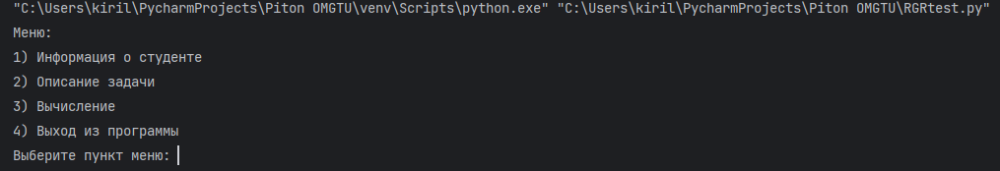 "C:\Users\kiril\PycharmProjects\Piton OMGTU\venv\Scripts\python.exe" "C:\Users\kiril\PycharmProjects\Piton OMGTU\RGRtest.py"
Меню:
1) Информация о студенте
2) Описание задачи
3) Вычисление
4) Выход из программы
Выберите пункт меню: